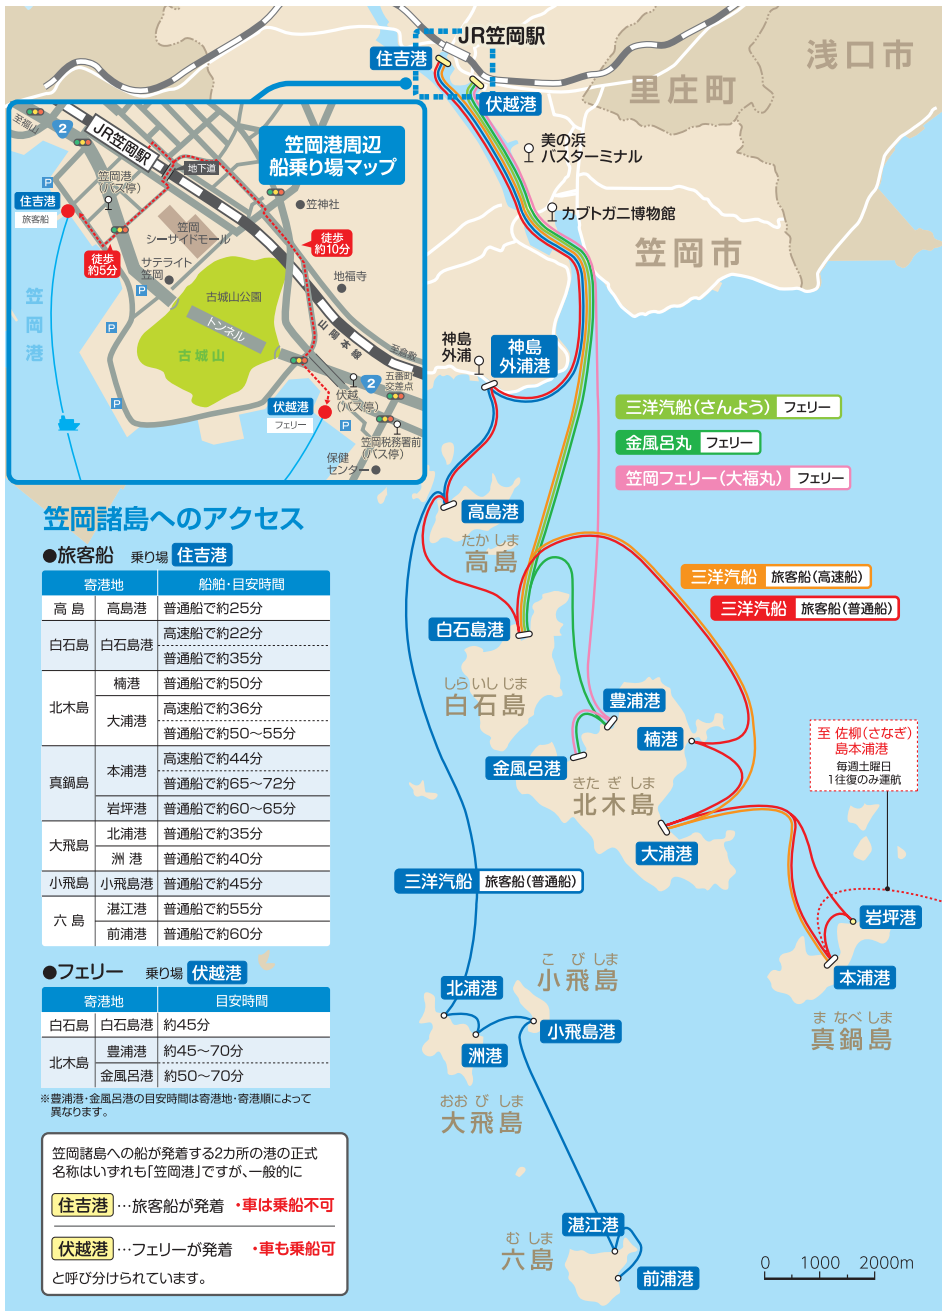 JR笠岡駅
住吉港
伏越港
浅口市
里庄町
美の浜
バスターミナル
カブトガニ博物館
笠岡市
笠岡港周辺
船乗り場マップ
至福山
2
JR笠岡駅
地下道
P
笠岡港
(バス停)
住吉港
旅客船
笠神社
笠岡
シーサイドモール
徒歩
約10分
徒歩
約5分
サテライト
笠岡
P
地福寺
笠岡港
古城山公園
P
トンネル
山陽本線
古城山
至倉敷
2
五番町
交差点
P
伏越
(バス停)
伏越港
フェリー
P
笠岡税務署前
(バス停)
保健
センター
神島
外浦
神島
外浦港
三洋汽船(さんよう) フェリー
金風呂丸 フェリー
笠岡フェリー(大福丸) フェリー
高島港
たかしま
高島
三洋汽船 旅客船(高速船)
三洋汽船 旅客船(普通船)
白石島港
しらいしじま
白石島
豊浦港
楠港
金風呂港
きたぎしま
北木島
大浦港
至 佐柳(さなぎ)
島本浦港
毎週土曜日
1往復のみ運航
三洋汽船 旅客船(普通船)
岩坪港
本浦港
まなべしま
真鍋島
北浦港
こびしま
小飛島
小飛島港
洲港
おおびしま
大飛島
湛江港
むしま
六島
前浦港
0 1000 2000m
笠岡諸島へのアクセス
●旅客船 乗り場 住吉港
寄港地 船舶・目安時間
高島 高島港 普通船で約25分
白石島 白石島港 高速船で約22分
普通船で約35分
北木島 楠港 普通船で約50分
大浦港 高速船で約36分
普通船で約50〜55分
真鍋島 本浦港 高速船で約44分
普通船で約65〜72分
岩坪港 普通船で約60〜65分
大飛島 北浦港 普通船で約35分
洲港 普通船で約40分
小飛島 小飛島港 普通船で約45分
六島 湛江港 普通船で約55分
前浦港 普通船で約60分
●フェリー 乗り場 伏越港
寄港地 目安時間
白石島 白石島港 約45分
北木島 豊浦港 約45〜70分
金風呂港 約50〜70分
※豊浦港・金風呂港の目安時間は寄港地・寄港順によって
異なります。
笠岡諸島への船が発着する2カ所の港の正式
名称はいずれも「笠岡港」ですが、一般的に
住吉港 …旅客船が発着 ・車は乗船不可
伏越港 …フェリーが発着 ・車も乗船可
と呼び分けられています。